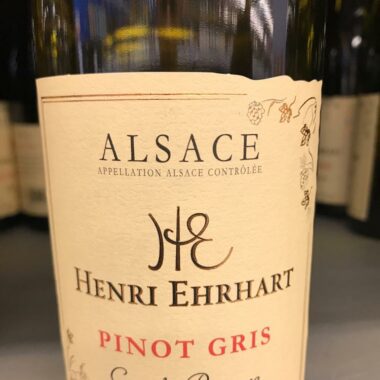 ALSACE
APPELLATION ALSACE CONTRÔLÉE
HE
HENRI EHRHART
PINOT GRIS